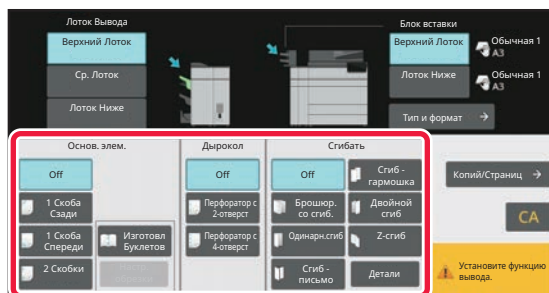 Лоток Вывода
Блок вставки
Верхний Лоток
Ср. Лоток
Лоток Ниже
Верхний Лоток
Обычная 1
A3
Лоток Ниже
Обычная 1
A3
Тип и формат
Основ. элем.
Дырокол
Сгибать
Off
Off
Off
Сгиб -
гармошка
1 Скоба
Сзади
Перфоратор с
2-отверст
Брошюр.
со сгиб.
Двойной
сгиб
1 Скоба
Спереди
Изготовл
Буклетов
Перфоратор с
4-отверст
Одинарн.сгиб
Z-сгиб
2 Скобки
Сгиб -
письмо
Детали
Копий/Страниц
CA
Установите функцию
вывода.